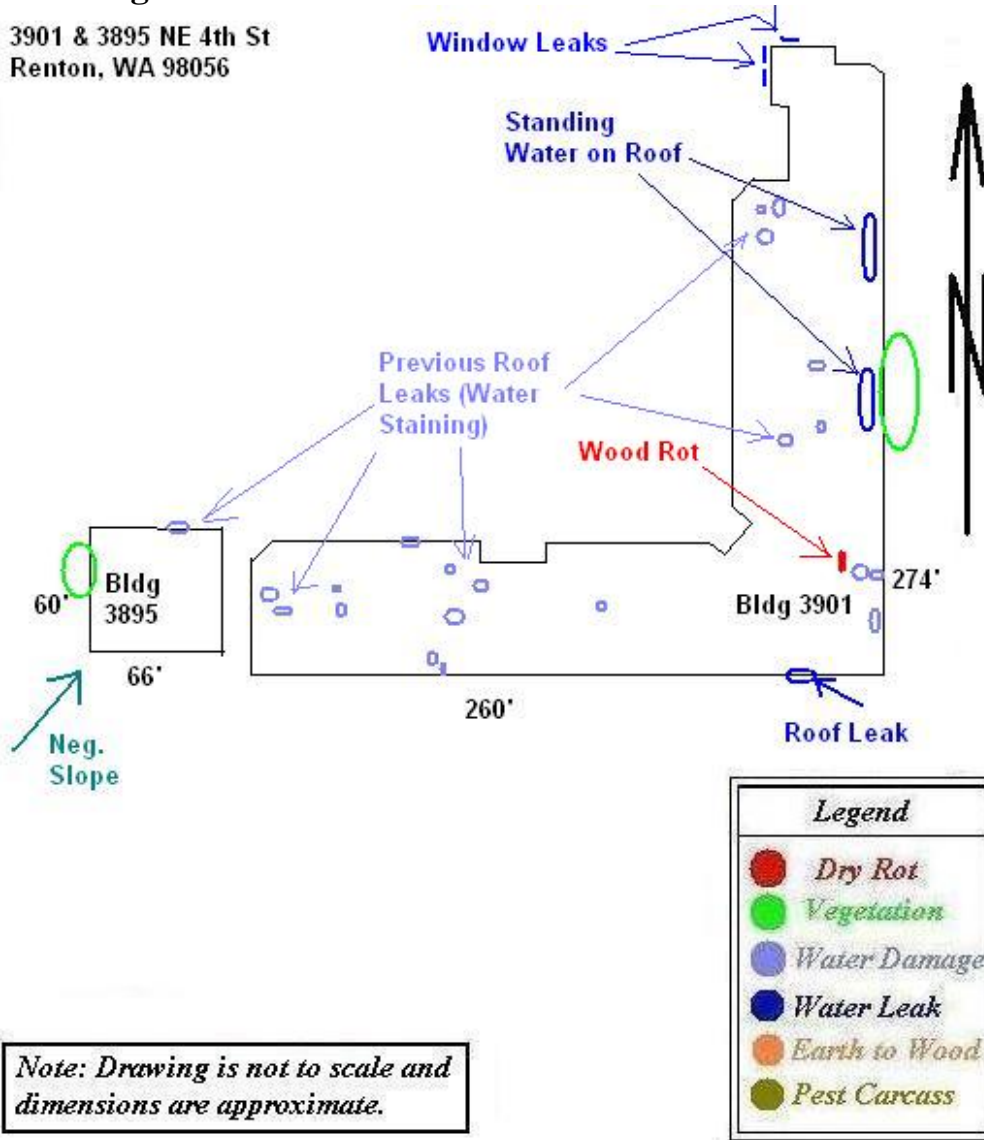 3901 & 3895 NE 4th St
Renton, WA 98056
Window Leaks
Standing
Water on Roof
Previous Roof
Leaks (Water
Staining)
Wood Rot
N
Bldg
3895
60'
66'
Neg.
Slope
260'
Bldg 3901
274'
Roof Leak
Legend
Dry Rot
Vegetation
Water Damage
Water Leak
Earth to Wood
Pest Carcass
Note: Drawing is not to scale and
dimensions are approximate.